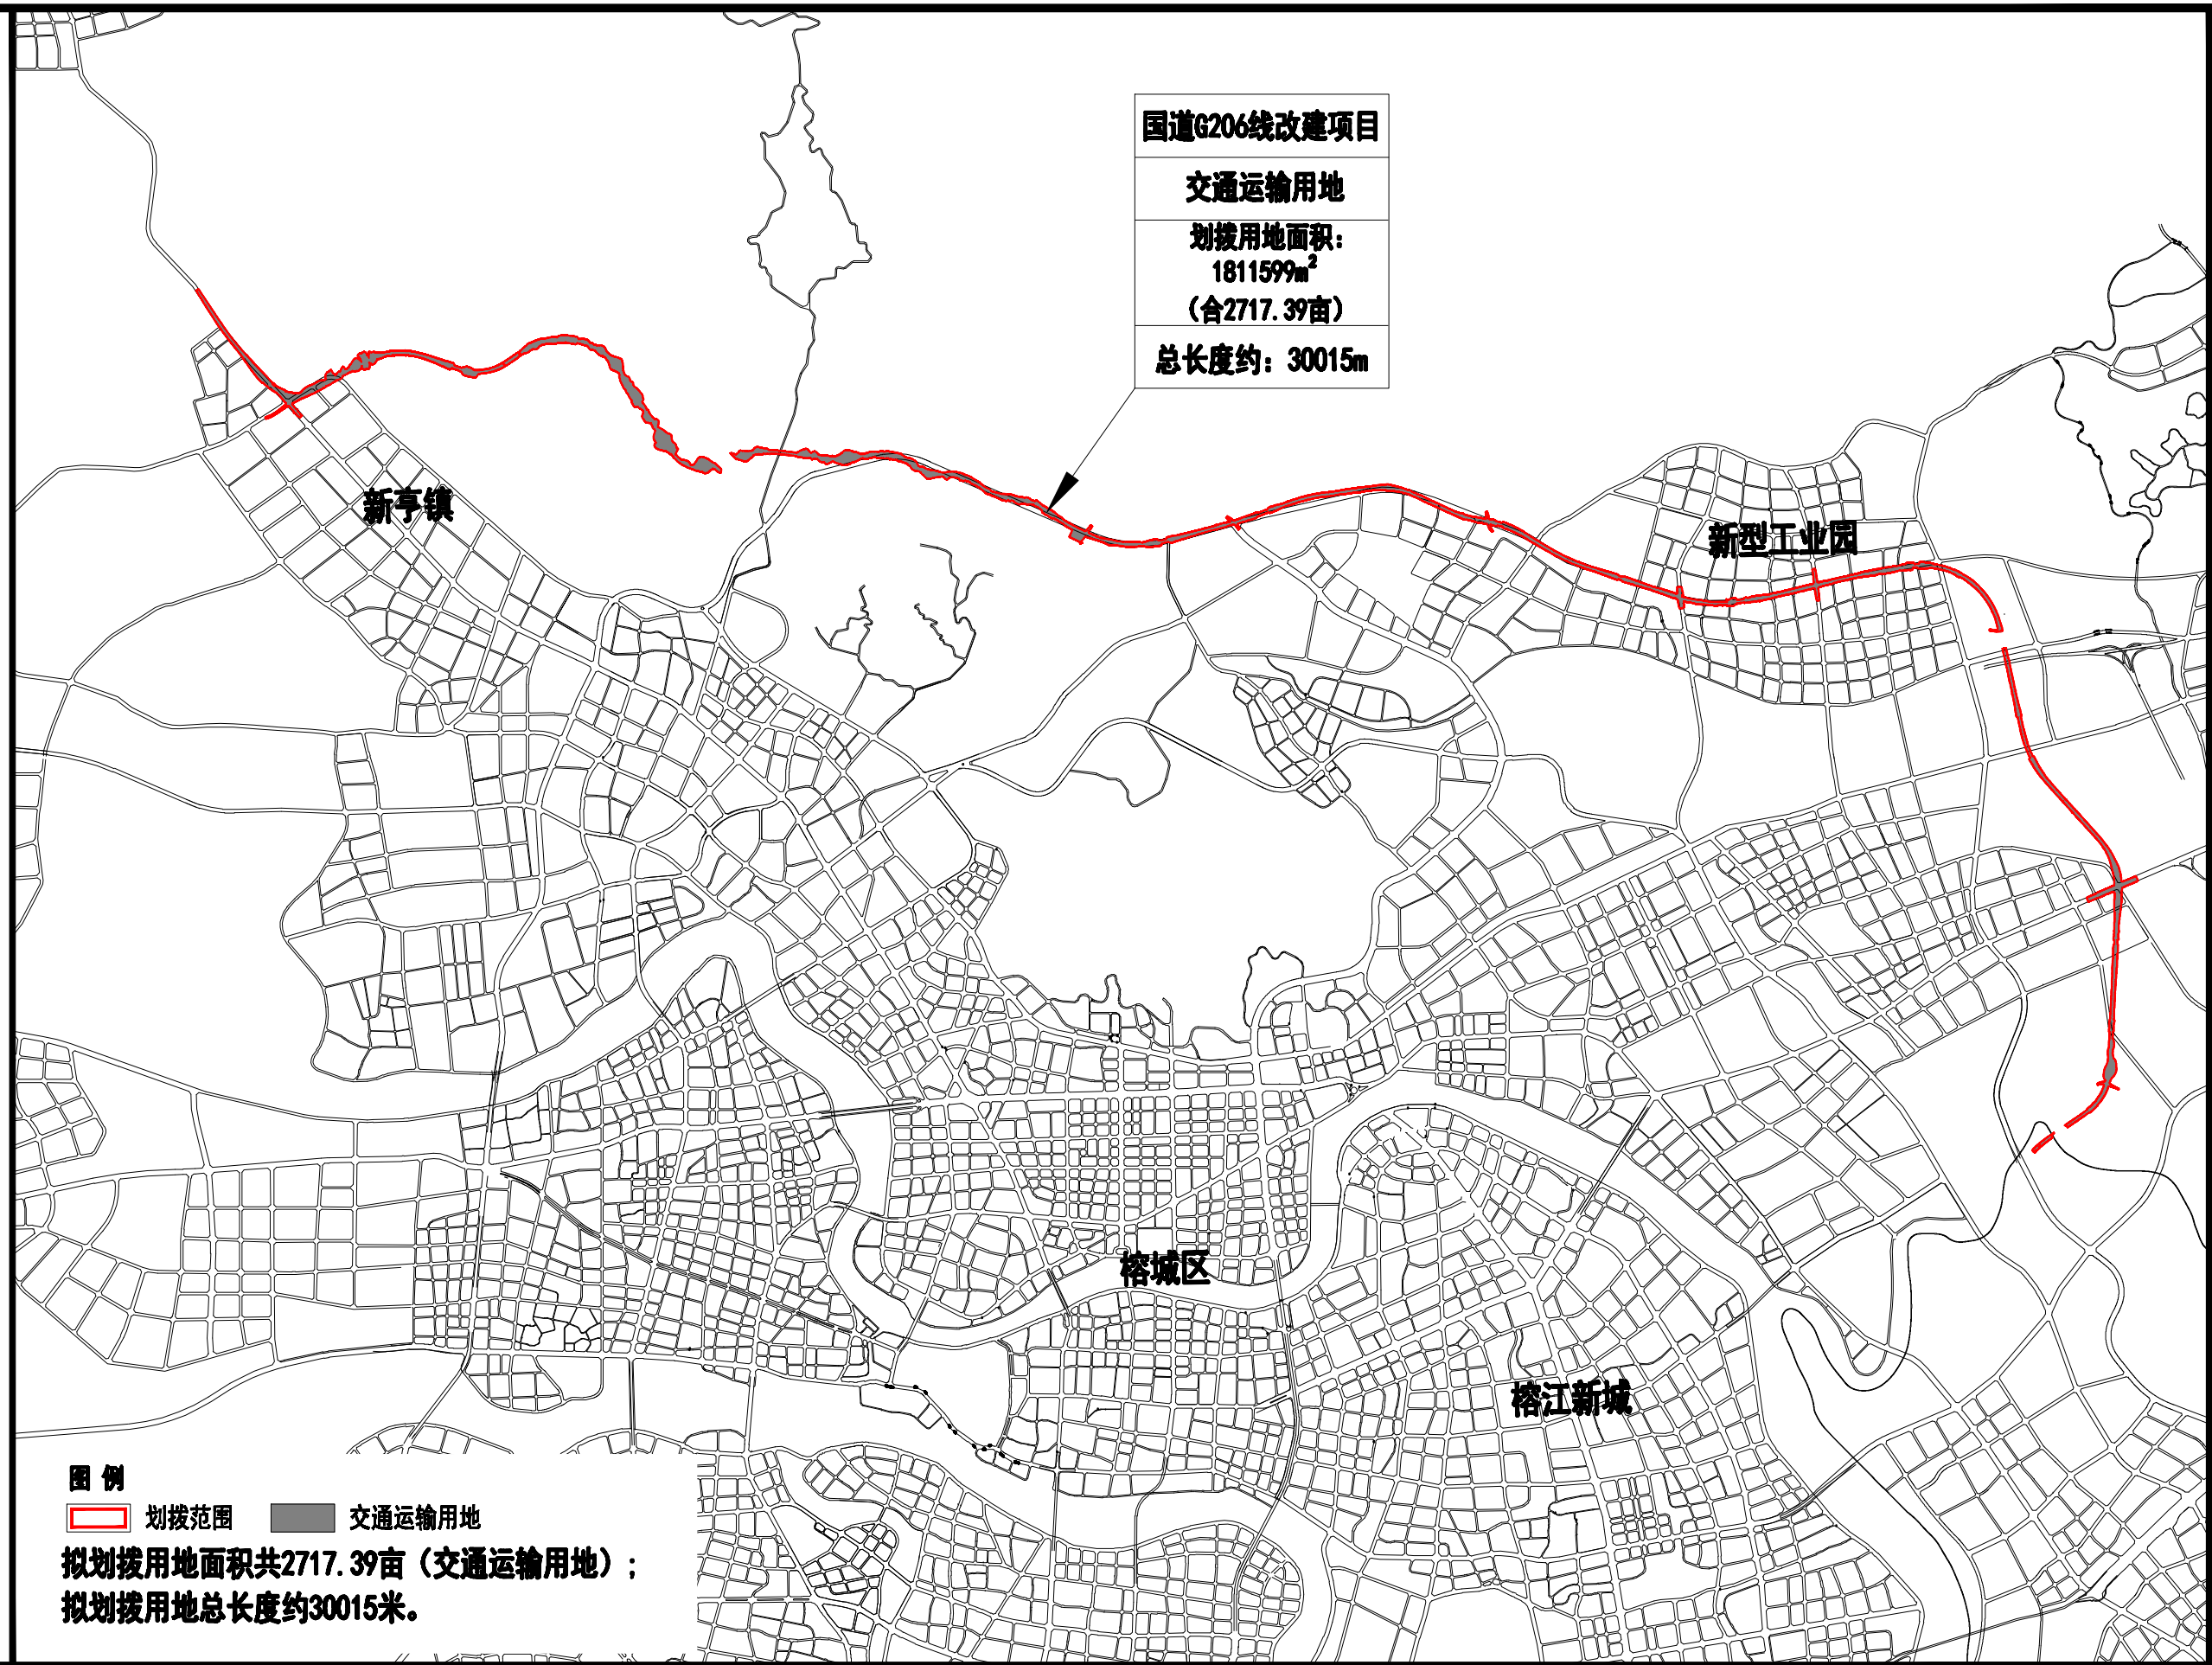 国道G206线改建项目
交通运输用地
划拨用地面积：
1811599m²
（合2717.39亩）
总长度约：30015m
新亨镇
新型工业园
榕城区
榕江新城
图 例
划拨范围 交通运输用地
拟划拨用地面积共2717.39亩（交通运输用地）；
拟划拨用地总长度约30015米。